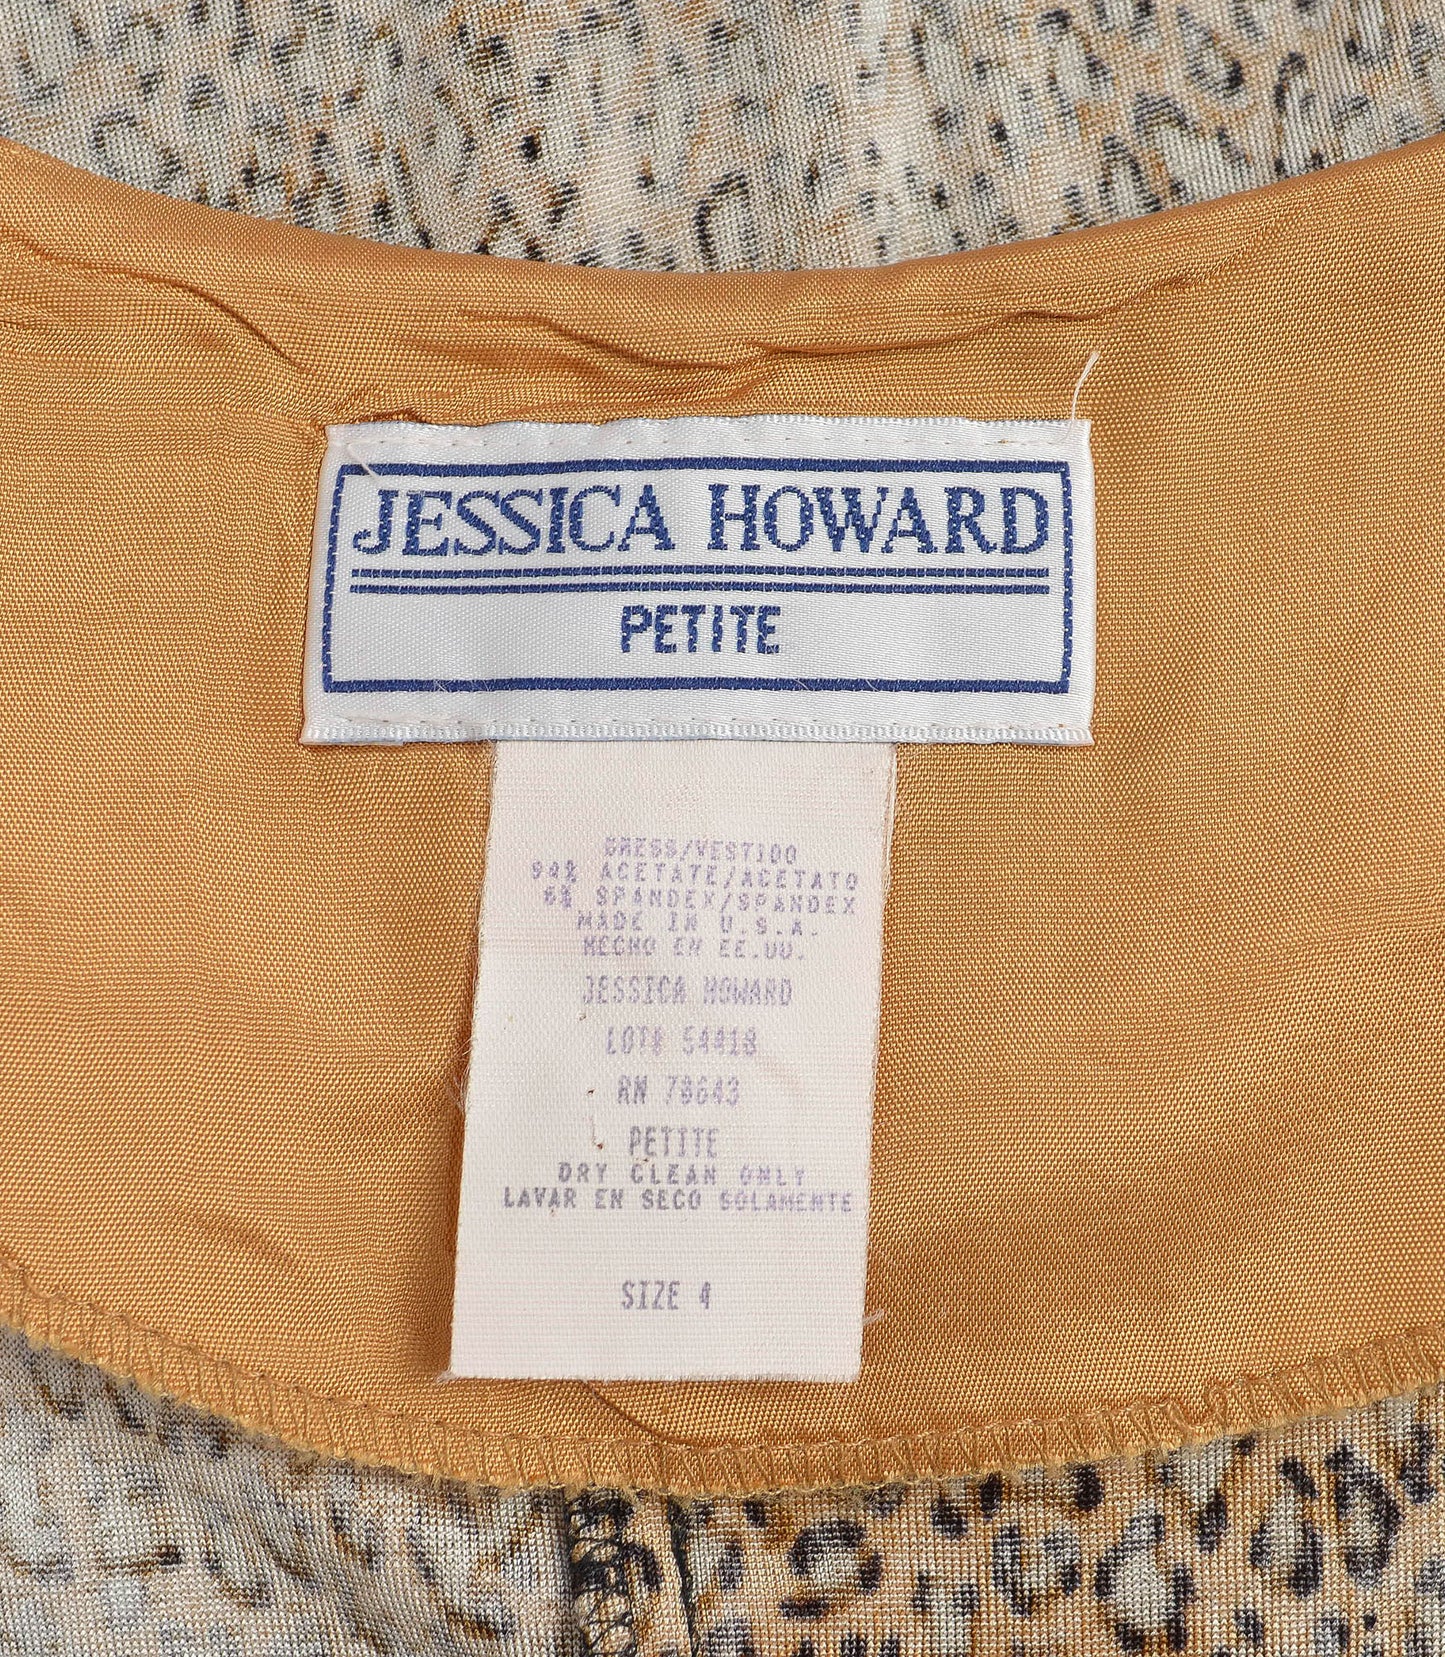 JESSICA HOWARD
PETITE
DRESS/VESTIDO
94% ACETATE/ACETATO
6% SPANDEX/SPANDEX
MADE IN U.S.A.
HECHO EN EE.UU.
JESSICA HOWARD
LOT# 54418
RN 78643
PETITE
DRY CLEAN ONLY
LAVAR EN SECO SOLAMENTE
SIZE 4